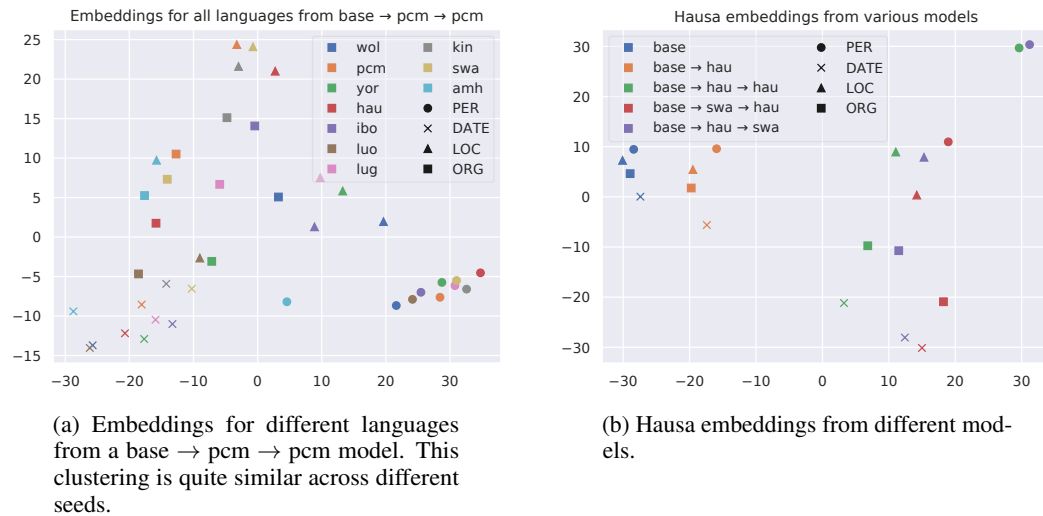 Embeddings for all languages from base → pcm → pcm
25
20
15
10
5
0
−5
−10
−15
−30
−20
−10
0
10
20
30
wol
pcm
yor
hau
ibo
luo
lug
kin
swa
amh
PER
DATE
LOC
ORG
(a) Embeddings for different languages
from a base → pcm → pcm model. This
clustering is quite similar across different
seeds.
Hausa embeddings from various models
30
20
10
0
−10
−20
−30
−30
−20
−10
0
10
20
30
base
base → hau
base → hau → hau
base → swa → hau
base → hau → swa
PER
DATE
LOC
ORG
(b) Hausa embeddings from different mod-
els.